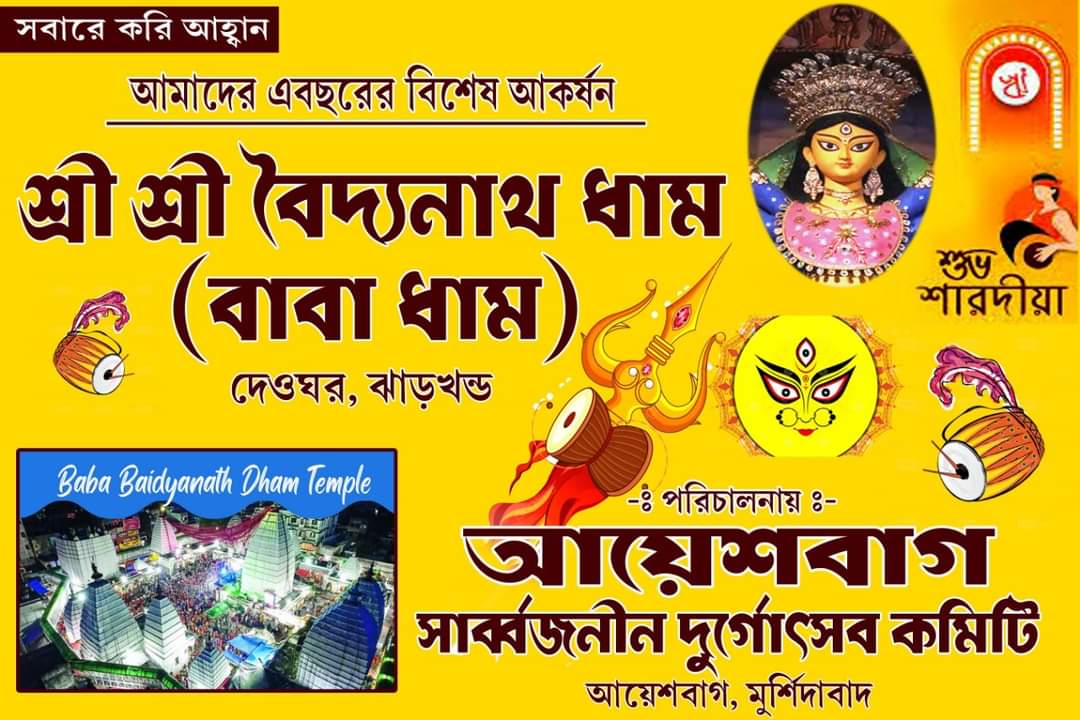 সবারে করি আহ্বান
আমাদের এবছরের বিশেষ আকর্ষন
শ্রী শ্রী বৈদ্যনাথ ধাম
(বাবা ধাম)
দেওঘর, ঝাড়খন্ড
শুভ
শারদীয়া
Baba Baidyanath Dham Temple
-ঃ পরিচালনায় ঃ-
আয়েশবাগ
সার্ব্বজনীন দুর্গোৎসব কমিটি
আয়েশবাগ, মুর্শিদাবাদ